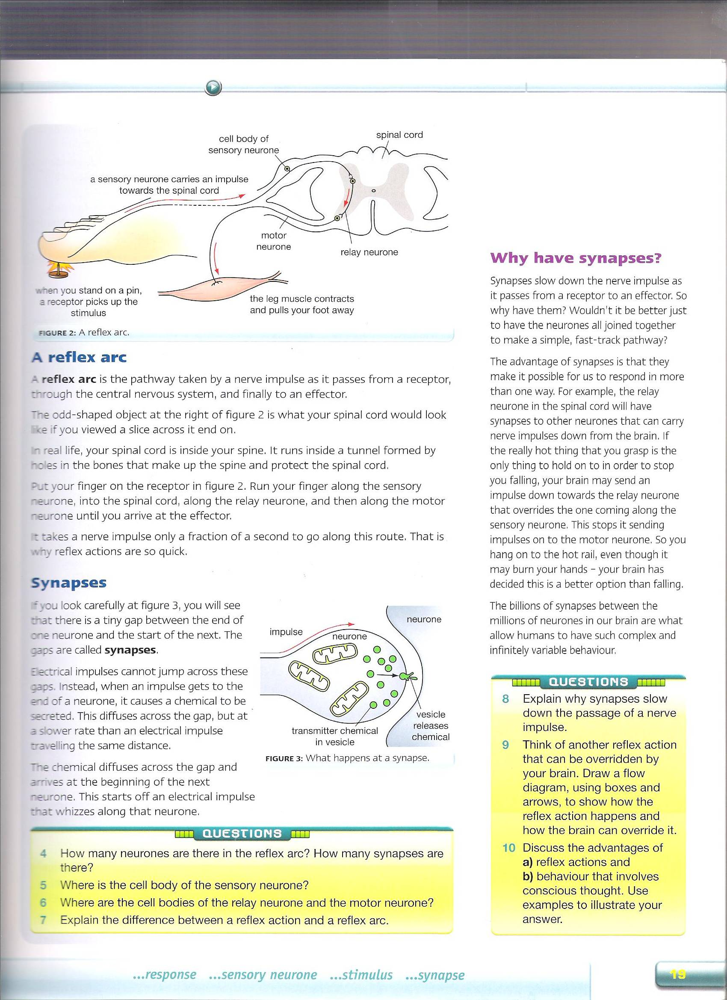 cell body of
sensory neurone
spinal cord
a sensory neurone carries an impulse
towards the spinal cord
motor
neurone
relay neurone
when you stand on a pin,
a receptor picks up the
stimulus
the leg muscle contracts
and pulls your foot away
FIGURE 2: A reflex arc.
A reflex arc
A reflex arc is the pathway taken by a nerve impulse as it passes from a receptor,
through the central nervous system, and finally to an effector.
The odd-shaped object at the right of figure 2 is what your spinal cord would look
like if you viewed a slice across it end on.
In real life, your spinal cord is inside your spine. It runs inside a tunnel formed by
holes in the bones that make up the spine and protect the spinal cord.
Put your finger on the receptor in figure 2. Run your finger along the sensory
neurone, into the spinal cord, along the relay neurone, and then along the motor
neurone until you arrive at the effector.
It takes a nerve impulse only a fraction of a second to go along this route. That is
why reflex actions are so quick.
Synapses
If you look carefully at figure 3, you will see
that there is a tiny gap between the end of
one neurone and the start of the next. The
gaps are called synapses.
Electrical impulses cannot jump across these
gaps. Instead, when an impulse gets to the
end of a neurone, it causes a chemical to be
secreted. This diffuses across the gap, but at
a slower rate than an electrical impulse
travelling the same distance.
The chemical diffuses across the gap and
arrives at the beginning of the next
neurone. This starts off an electrical impulse
that whizzes along that neurone.
impulse
neurone
neurone
transmitter chemical
in vesicle
vesicle
releases
chemical
FIGURE 3: What happens at a synapse.
QUESTIONS
4 How many neurones are there in the reflex arc? How many synapses are
there?
5 Where is the cell body of the sensory neurone?
6 Where are the cell bodies of the relay neurone and the motor neurone?
7 Explain the difference between a reflex action and a reflex arc.
Why have synapses?
Synapses slow down the nerve impulse as
it passes from a receptor to an effector. So
why have them? Wouldn't it be better just
to have the neurones all joined together
to make a simple, fast-track pathway?
The advantage of synapses is that they
make it possible for us to respond in more
than one way. For example, the relay
neurone in the spinal cord will have
synapses to other neurones that can carry
nerve impulses down from the brain. If
the really hot thing that you grasp is the
only thing to hold on to in order to stop
you falling, your brain may send an
impulse down towards the relay neurone
that overrides the one coming along the
sensory neurone. This stops it sending
impulses on to the motor neurone. So you
hang on to the hot rail, even though it
may burn your hands – your brain has
decided this is a better option than falling.
The billions of synapses between the
millions of neurones in our brain are what
allow humans to have such complex and
infinitely variable behaviour.
QUESTIONS
8 Explain why synapses slow
down the passage of a nerve
impulse.
9 Think of another reflex action
that can be overridden by
your brain. Draw a flow
diagram, using boxes and
arrows, to show how the
reflex action happens and
how the brain can override it.
10 Discuss the advantages of
a) reflex actions and
b) behaviour that involves
conscious thought. Use
examples to illustrate your
answer.
...response ...sensory neurone ...stimulus ...synapse
19